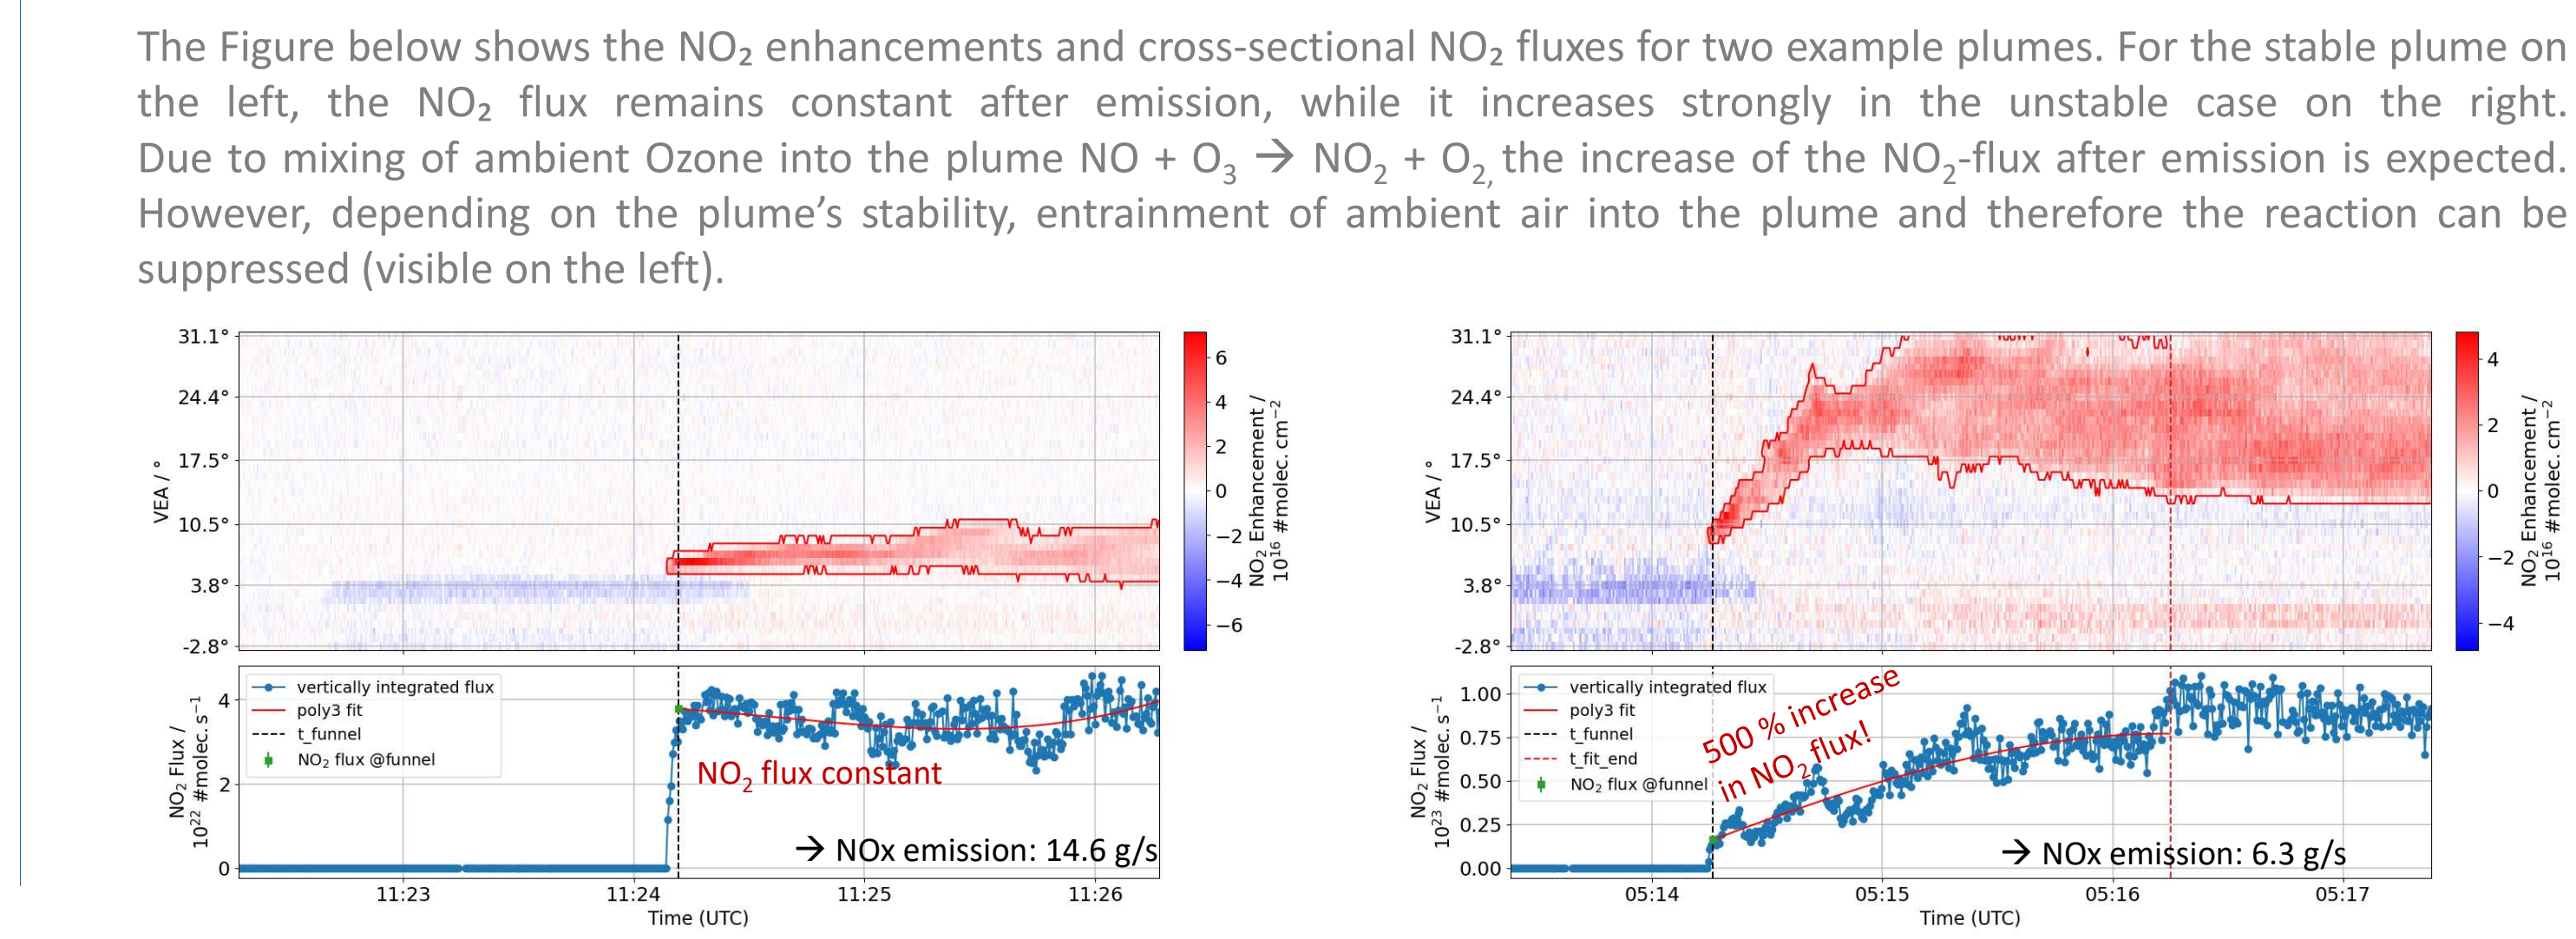 The Figure below shows the NO₂ enhancements and cross-sectional NO₂ fluxes for two example plumes. For the stable plume on
the left, the NO₂ flux remains constant after emission, while it increases strongly in the unstable case on the right.
Due to mixing of ambient Ozone into the plume NO + O₃ → NO₂ + O₂, the increase of the NO₂-flux after emission is expected.
However, depending on the plume’s stability, entrainment of ambient air into the plume and therefore the reaction can be
suppressed (visible on the left).
31.1°
24.4°
17.5°
10.5°
3.8°
-2.8°
VEA / °
6
4
2
0
−2
−4
−6
NO₂ Enhancement /
10¹⁶ #molec. cm⁻²
vertically integrated flux
poly3 fit
t_funnel
NO₂ flux @funnel
NO₂ flux constant
→ NOx emission: 14.6 g/s
4
2
0
NO₂ Flux /
10²² #molec. s⁻¹
11:23
11:24
11:25
11:26
Time (UTC)
31.1°
24.4°
17.5°
10.5°
3.8°
-2.8°
VEA / °
4
2
0
−2
−4
NO₂ Enhancement /
10¹⁶ #molec. cm⁻²
vertically integrated flux
poly3 fit
t_funnel
t_fit_end
NO₂ flux @funnel
500 % increase
in NO₂ flux!
→ NOx emission: 6.3 g/s
1.00
0.75
0.50
0.25
0.00
NO₂ Flux /
10²³ #molec. s⁻¹
05:14
05:15
05:16
05:17
Time (UTC)